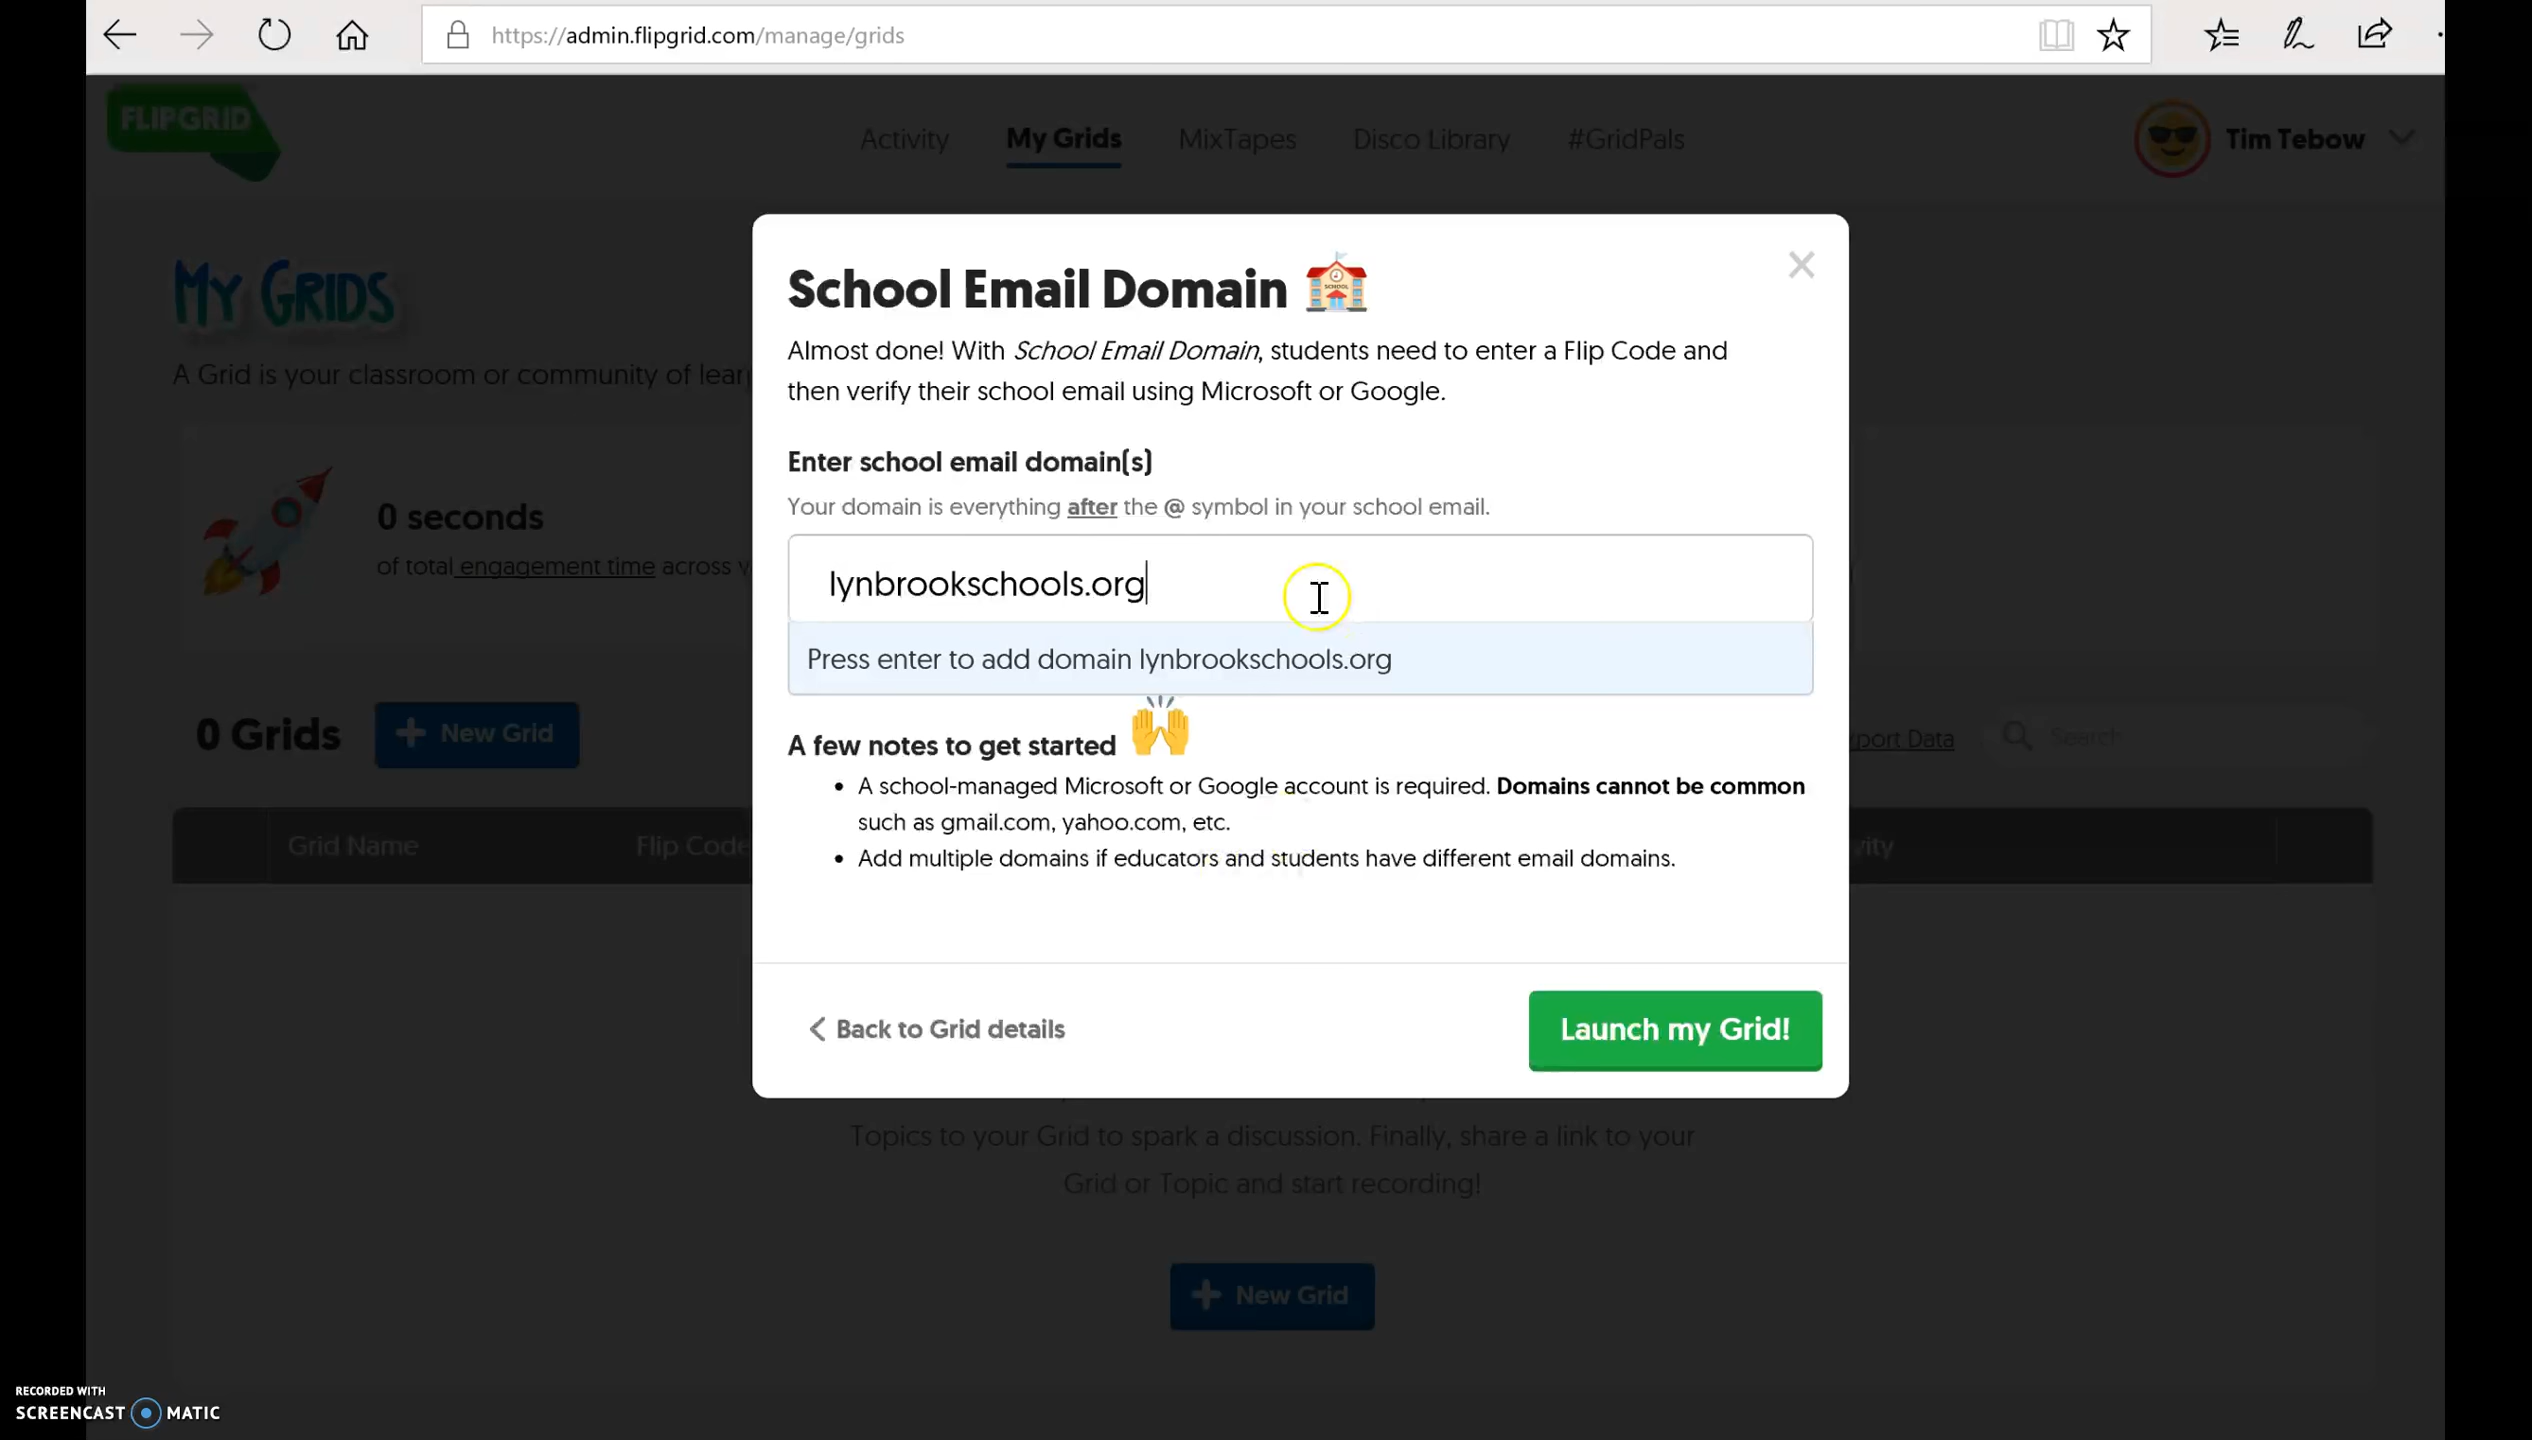 https://admin.flipgrid.com/manage/grids
FLIPGRID
Activity My Grids MixTapes Disco Library #GridPals
Tim Tebow
MY GRIDS
A Grid is your classroom or community of lear
0 seconds
of total engagement time across y
0 Grids
+ New Grid
port Data
Search
Grid Name
Flip Code
vity
School Email Domain
SCHOOL
Almost done! With School Email Domain, students need to enter a Flip Code and
then verify their school email using Microsoft or Google.
Enter school email domain(s)
Your domain is everything after the @ symbol in your school email.
lynbrookschools.org
Press enter to add domain lynbrookschools.org
A few notes to get started
• A school-managed Microsoft or Google account is required. Domains cannot be common
such as gmail.com, yahoo.com, etc.
• Add multiple domains if educators and students have different email domains.
Back to Grid details
Launch my Grid!
Topics to your Grid to spark a discussion. Finally, share a link to your
Grid or Topic and start recording!
+ New Grid
RECORDED WITH
SCREENCAST MATIC